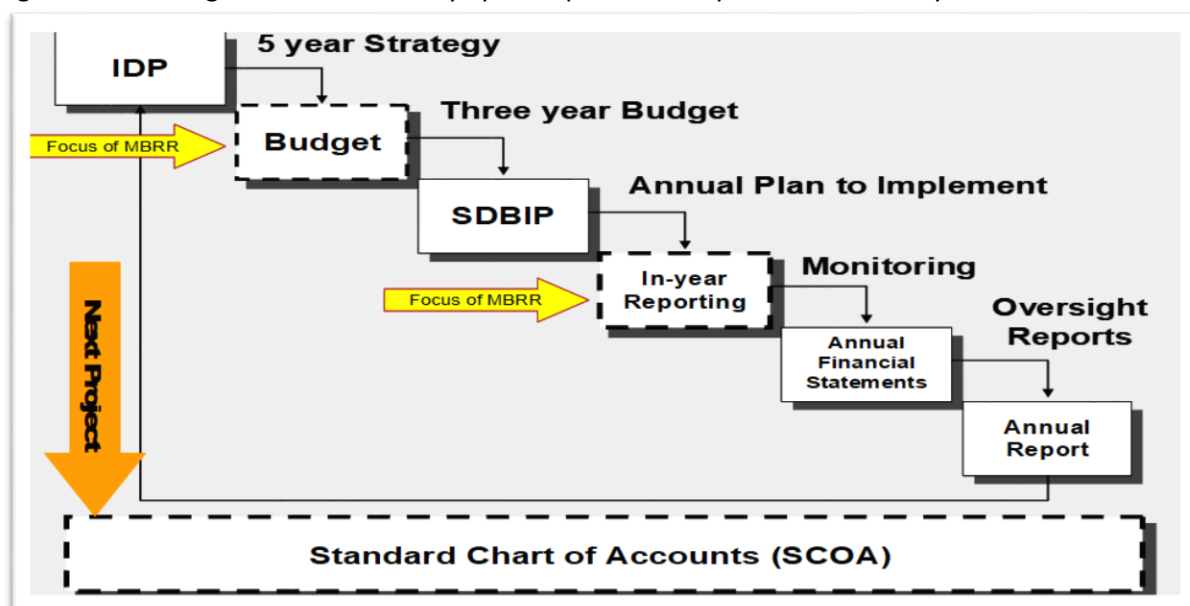 5 year Strategy
IDP
Three year Budget
Focus of MBRR
Budget
Annual Plan to Implement
SDBIP
Monitoring
In-year
Reporting
Focus of MBRR
Oversight
Reports
Next Project
Annual
Financial
Statements
Annual
Report
Standard Chart of Accounts (SCOA)